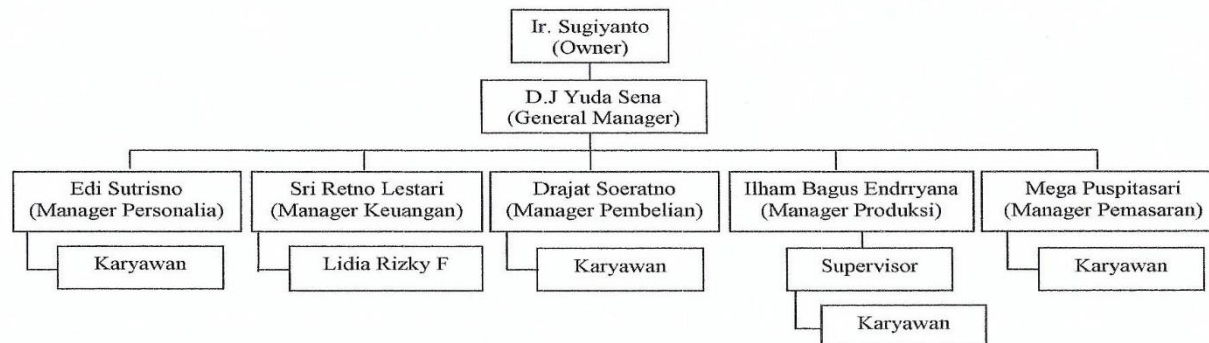 Ir. Sugiyanto
(Owner)
D.J Yuda Sena
(General Manager)
Edi Sutrisno
(Manager Personalia)
Sri Retno Lestari
(Manager Keuangan)
Drajat Soeratno
(Manager Pembelian)
Ilham Bagus Endrryana
(Manager Produksi)
Mega Puspitasari
(Manager Pemasaran)
Karyawan
Lidia Rizky F
Karyawan
Supervisor
Karyawan
Karyawan